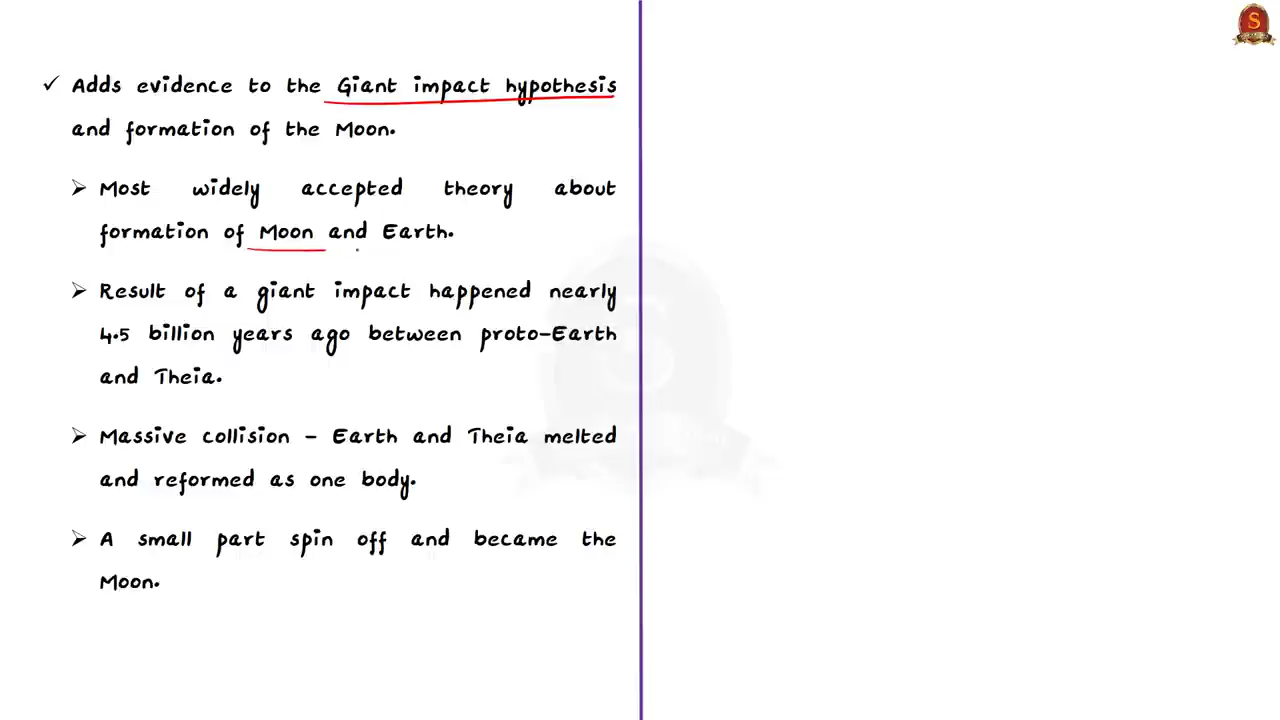 ✓ Adds evidence to the Giant impact hypothesis
and formation of the Moon.
➢ Most widely accepted theory about
formation of Moon and Earth.
➢ Result of a giant impact happened nearly
4.5 billion years ago between proto-Earth
and Theia.
➢ Massive collision – Earth and Theia melted
and reformed as one body.
➢ A small part spin off and became the
Moon.
S